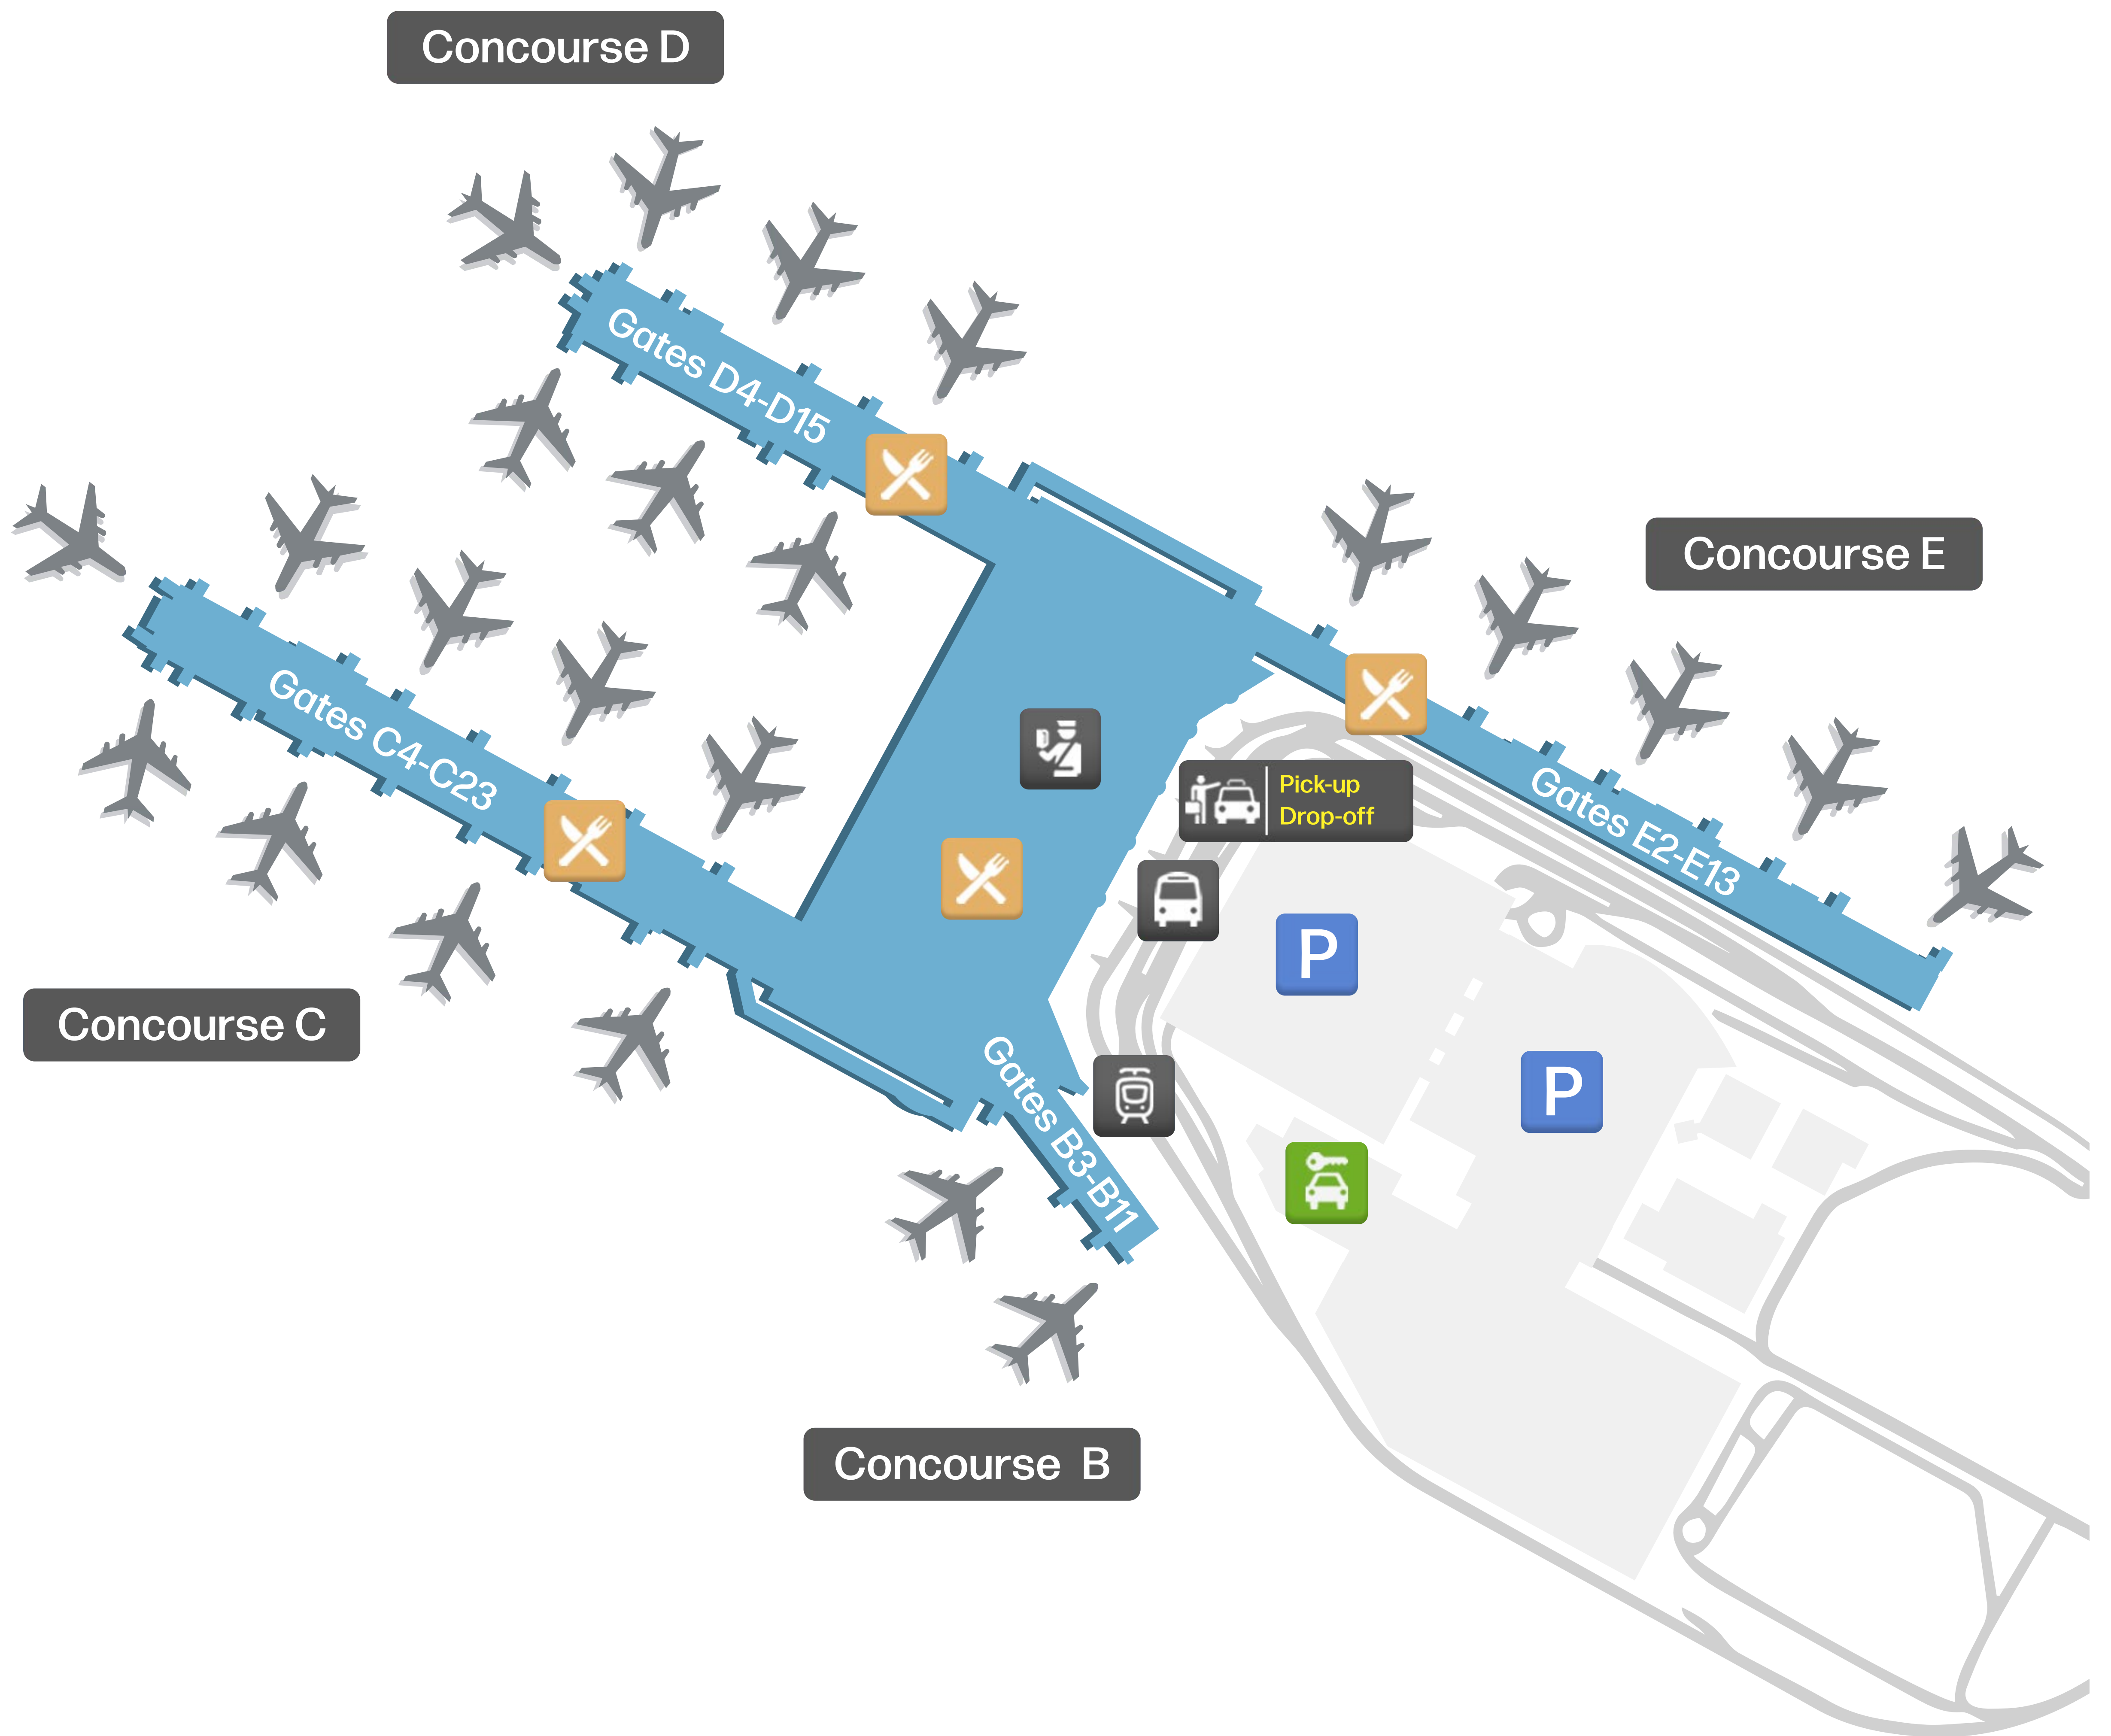 Concourse D
Gates D4-D15
Concourse E
Gates C4-C23
Pick-up
Drop-off
Gates E2-E13
P
Concourse C
Gates B3-B11
P
Concourse B